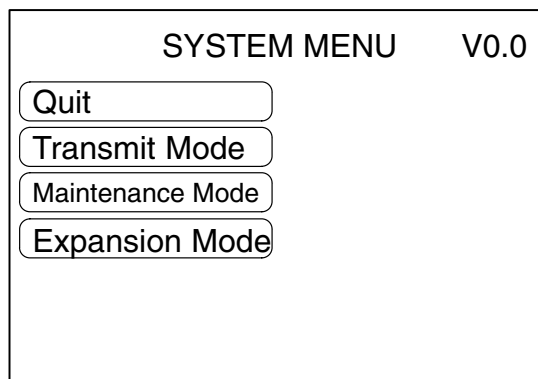 SYSTEM MENU V0.0
Quit
Transmit Mode
Maintenance Mode
Expansion Mode